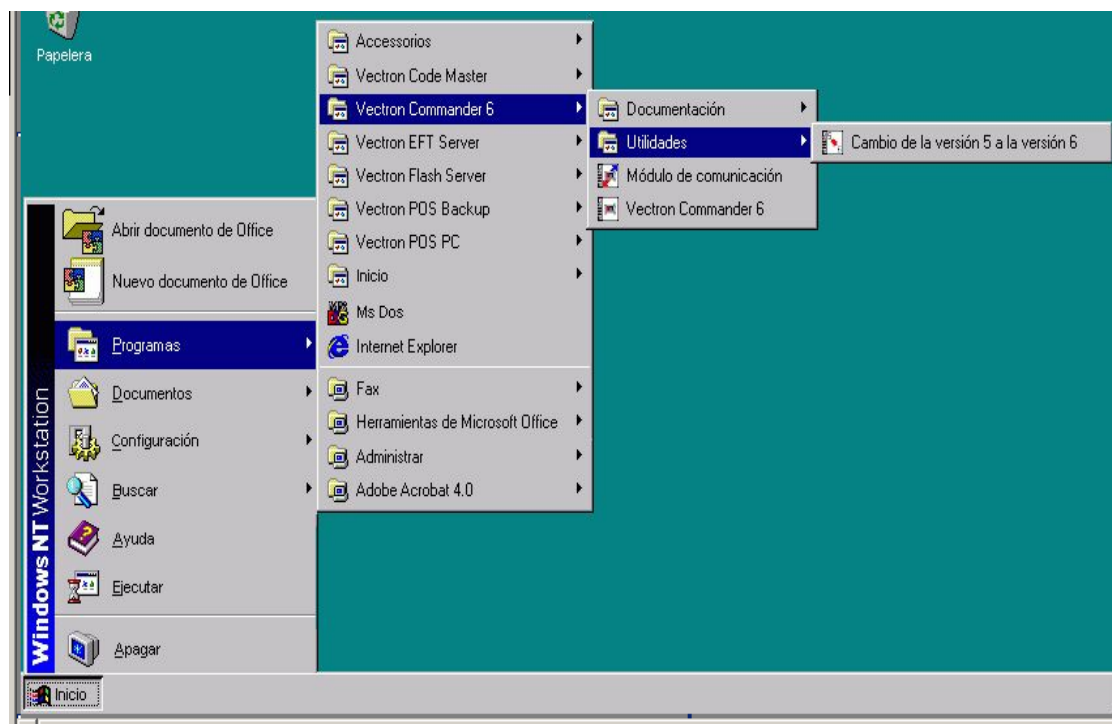 Papelera
Abrir documento de Office
Nuevo documento de Office
Programas
Documentos
Configuración
Buscar
Ayuda
Ejecutar
Apagar
Windows NT Workstation
Inicio
Accessorios
Vectron Code Master
Vectron Commander 6
Vectron EFT Server
Vectron Flash Server
Vectron POS Backup
Vectron POS PC
Inicio
Ms Dos
Internet Explorer
Fax
Herramientas de Microsoft Office
Administrar
Adobe Acrobat 4.0
Documentación
Utilidades
Módulo de comunicación
Vectron Commander 6
Cambio de la versión 5 a la versión 6